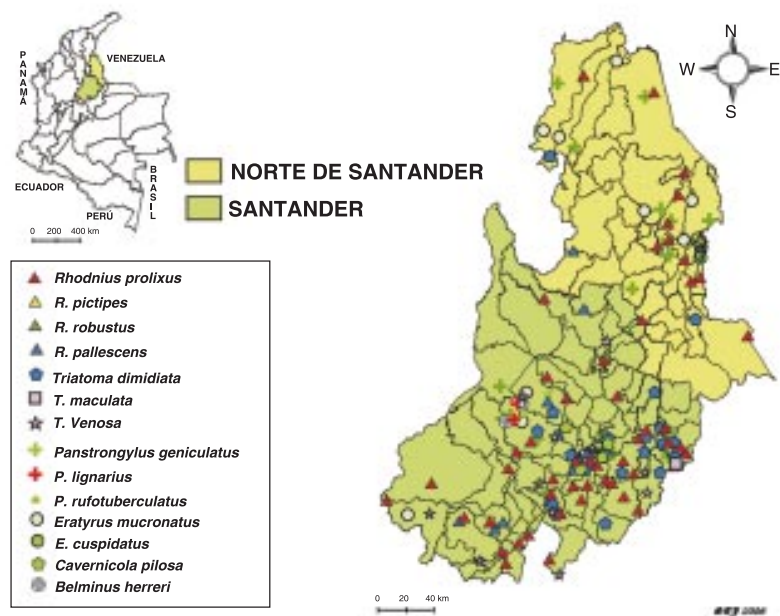 PANAMÁ
VENEZUELA
ECUADOR
PERÚ
BRASIL
0 200 400 km
N
W E
S
NORTE DE SANTANDER
SANTANDER
Rhodnius prolixus
R. pictipes
R. robustus
R. pallescens
Triatoma dimidiata
T. maculata
T. Venosa
Panstrongylus geniculatus
P. lignarius
P. rufotuberculatus
Eratyrus mucronatus
E. cuspidatus
Cavernicola pilosa
Belminus herreri
0 20 40 km